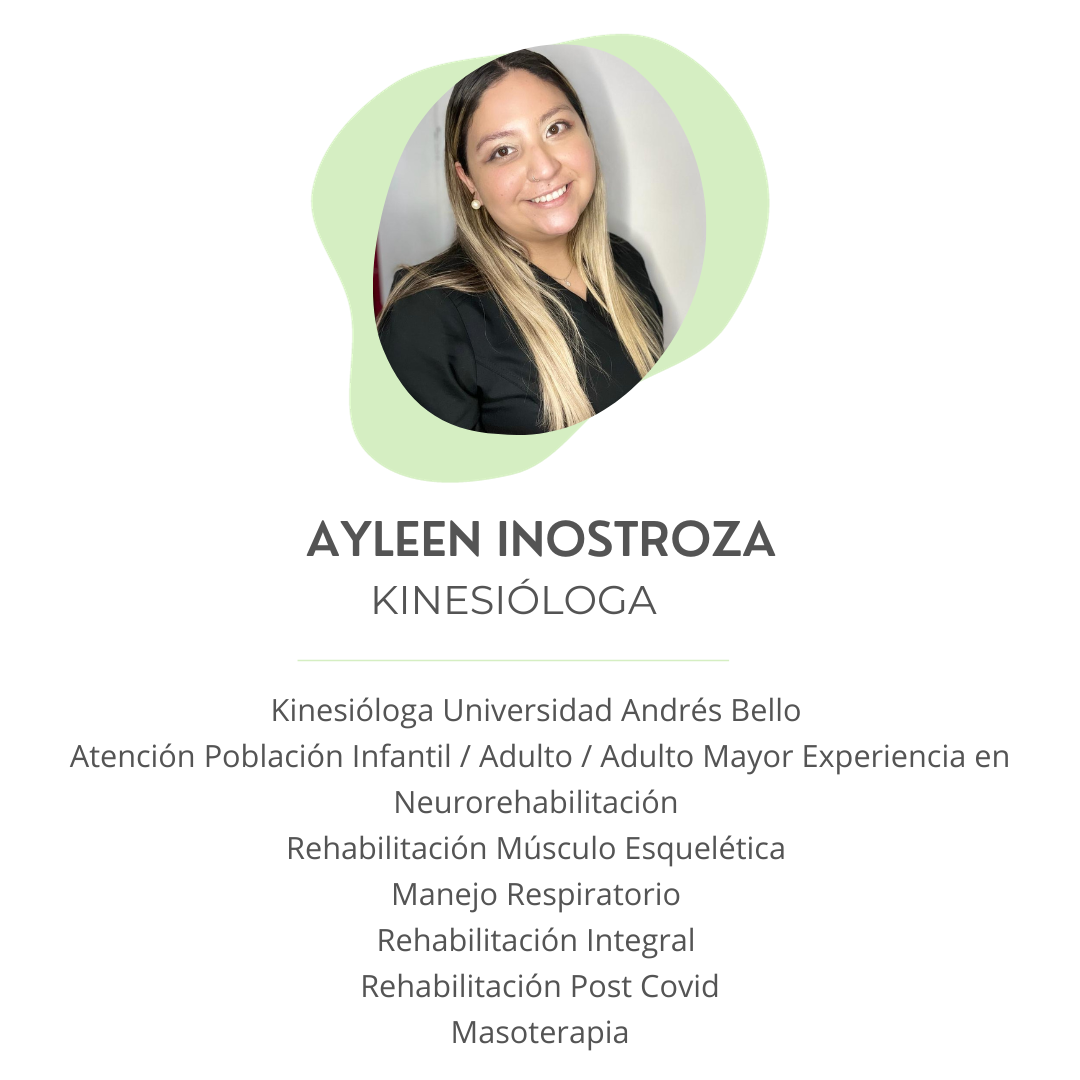 AYLEEN INOSTROZA
KINESIÓLOGA
Kinesióloga Universidad Andrés Bello
Atención Población Infantil / Adulto / Adulto Mayor Experiencia en
Neurorehabilitación
Rehabilitación Músculo Esquelética
Manejo Respiratorio
Rehabilitación Integral
Rehabilitación Post Covid
Masoterapia